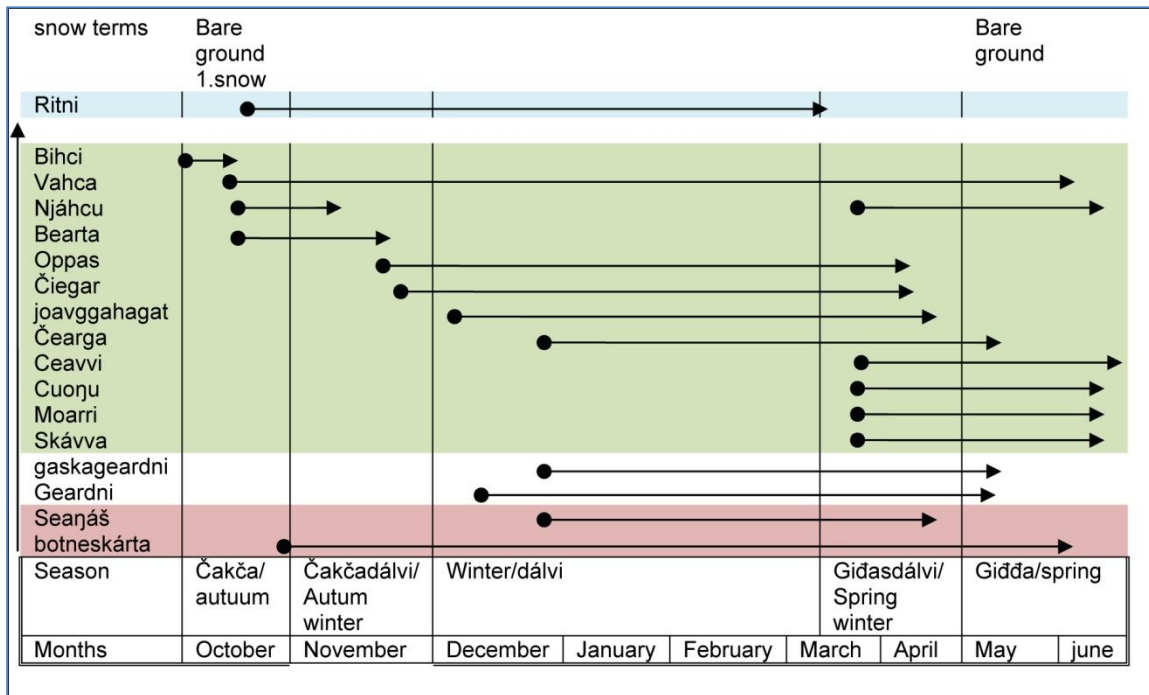 snow terms
Bare
ground
1.snow
Bare
ground
Ritni
Bihci
Vahca
Njáhcu
Bearta
Oppas
Čiegar
joavggahagat
Čearga
Ceavvi
Cuoŋu
Moarri
Skávva
gaskageardni
Geardni
Seaŋáš
botneskárta
Season
Čakča/
autuum
Čakčadálvi/
Autum
winter
Winter/dálvi
Giđasdálvi/
Spring
winter
Giđđa/spring
Months
October
November
December
January
February
March
April
May
june